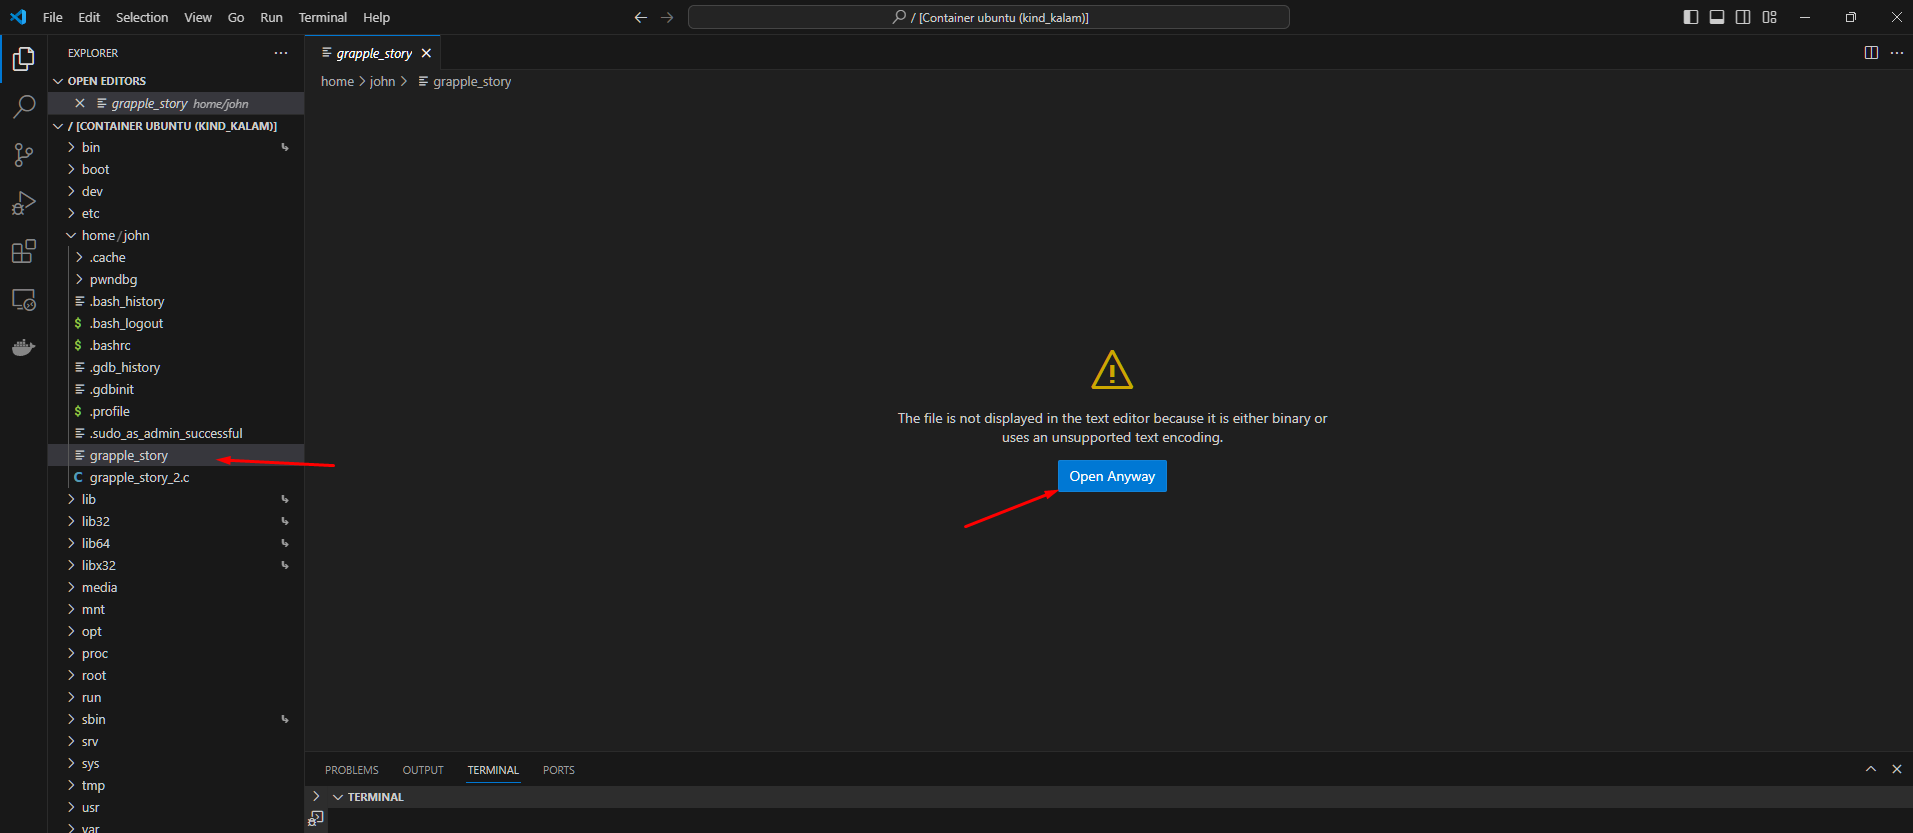 File Edit Selection View Go Run Terminal Help
/ [Container ubuntu (kind_kalam)]
EXPLORER
OPEN EDITORS
grapple_story home/john
/ [CONTAINER UBUNTU (KIND_KALAM)]
bin
boot
dev
etc
home/john
.cache
pwndbg
.bash_history
$ .bash_logout
$ .bashrc
.gdb_history
.gdbinit
$ .profile
.sudo_as_admin_successful
grapple_story
C grapple_story_2.c
lib
lib32
lib64
libx32
media
mnt
opt
proc
root
run
sbin
srv
sys
tmp
usr
var
grapple_story
home > john > grapple_story
The file is not displayed in the text editor because it is either binary or
uses an unsupported text encoding.
Open Anyway
PROBLEMS OUTPUT TERMINAL PORTS
TERMINAL